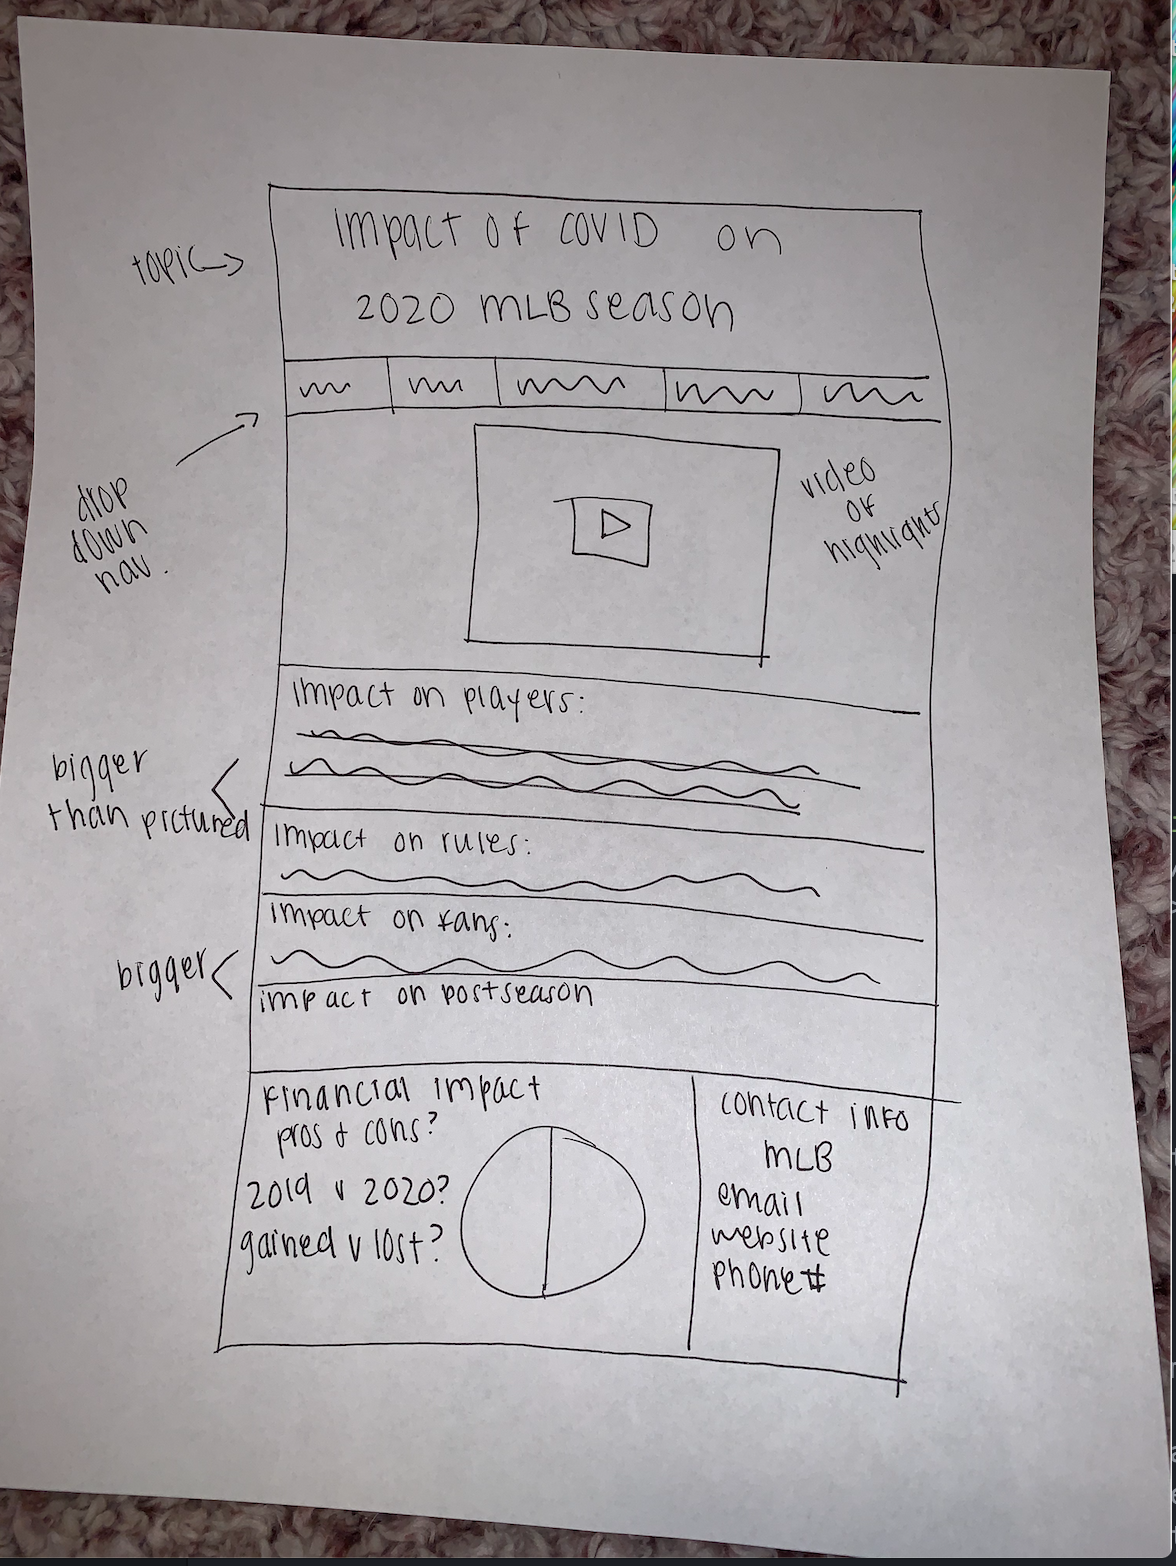 Impact of COVID on
2020 MLB season
topic
drop
down
nav.
video
of
highlights
impact on players:
bigger
than pictured
impact on rules:
impact on fans:
bigger
impact on postseason
Financial impact
pros & cons?
2019 v 2020?
gained v lost?
contact info
MLB
email
website
phone #